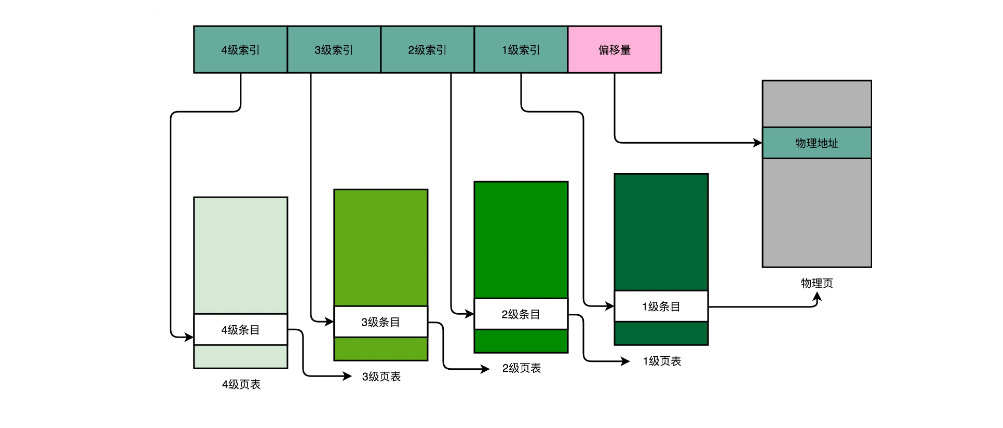 4级索引
3级索引
2级索引
1级索引
偏移量
物理地址
物理页
4级条目
3级条目
2级条目
1级条目
4级页表
3级页表
2级页表
1级页表